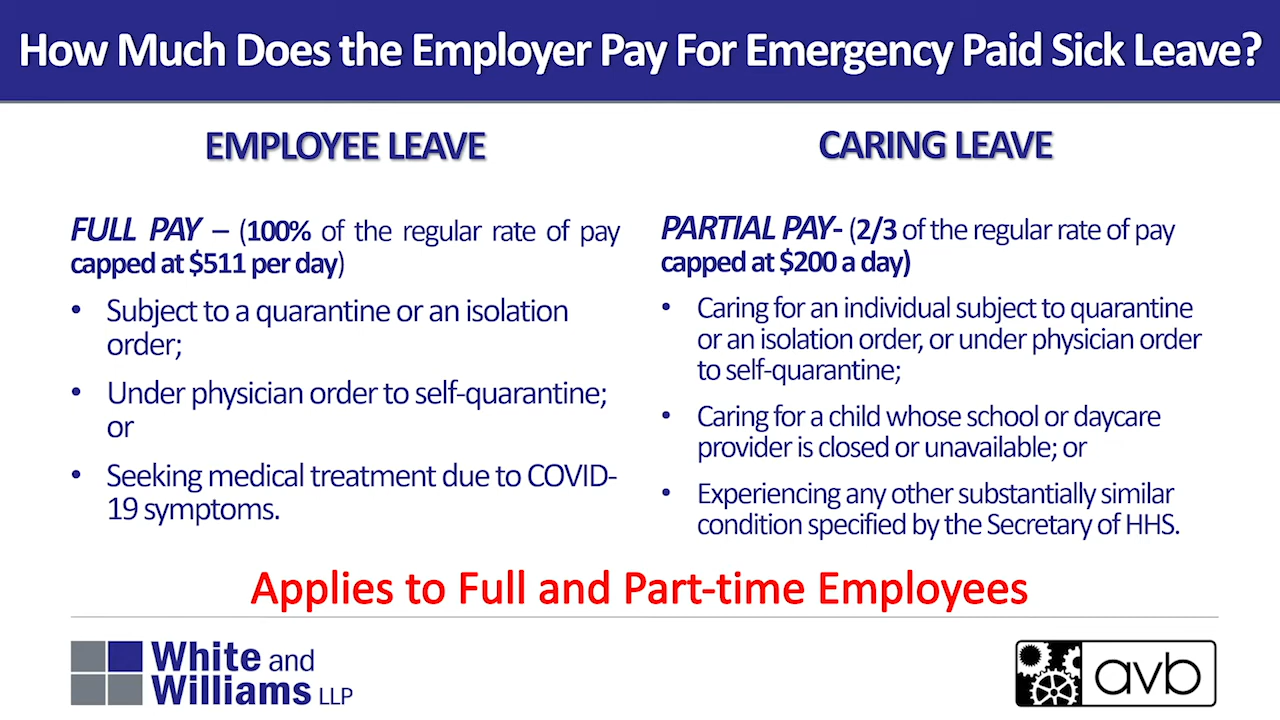 How Much Does the Employer Pay For Emergency Paid Sick Leave?
EMPLOYEE LEAVE
FULL PAY – (100% of the regular rate of pay
capped at $511 per day)
• Subject to a quarantine or an isolation
order;
• Under physician order to self-quarantine;
or
• Seeking medical treatment due to COVID-
19 symptoms.
CARING LEAVE
PARTIAL PAY- (2/3 of the regular rate of pay
capped at $200 a day)
• Caring for an individual subject to quarantine
or an isolation order, or under physician order
to self-quarantine;
• Caring for a child whose school or daycare
provider is closed or unavailable; or
• Experiencing any other substantially similar
condition specified by the Secretary of HHS.
Applies to Full and Part-time Employees
White and
Williams LLP
avb